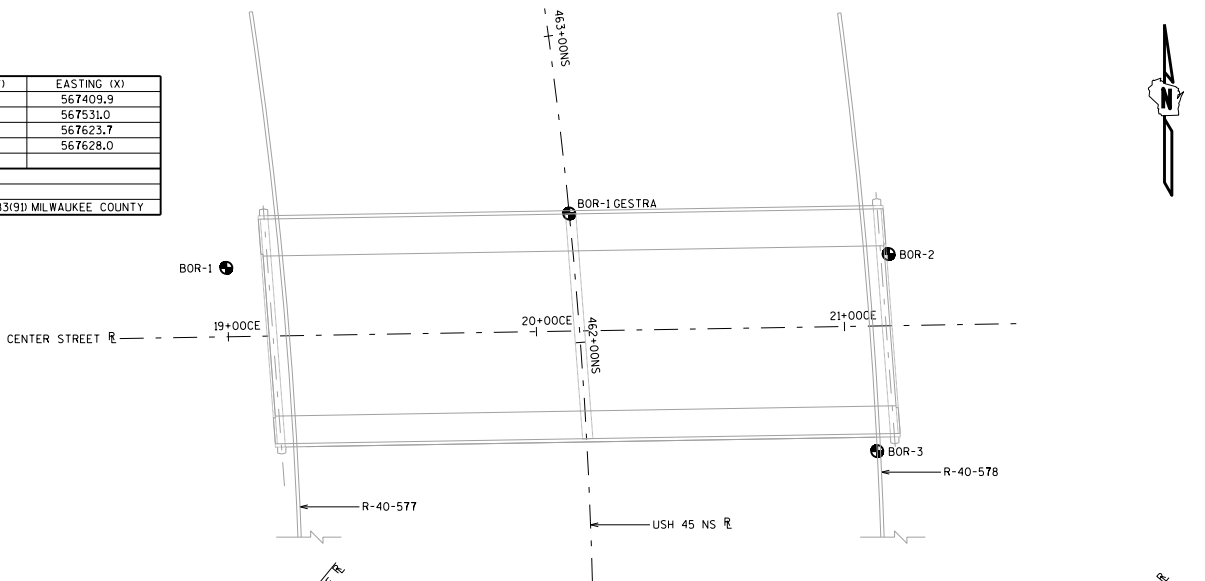 463+00NS
EASTING (X)
567409.9
567531.0
567623.7
567628.0
MILWAUKEE COUNTY
N
BOR-1 GESTRA
BOR-1
BOR-2
19+00CE
20+00CE
21+00CE
CENTER STREET RL
462+00NS
BOR-3
R-40-578
R-40-577
USH 45 NS RL